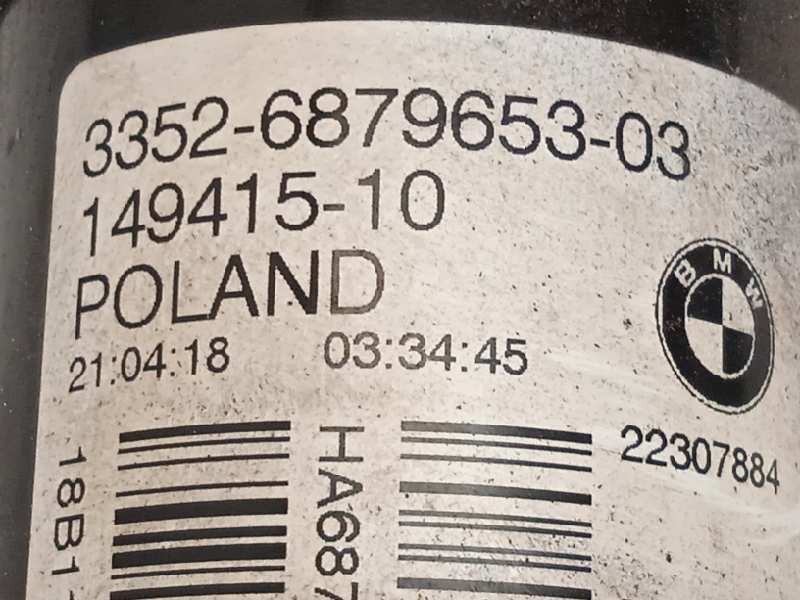 3352-6879653-03
149415-10
POLAND
21:04:18 03:34:45
BMW
22307884
18B1
HA687